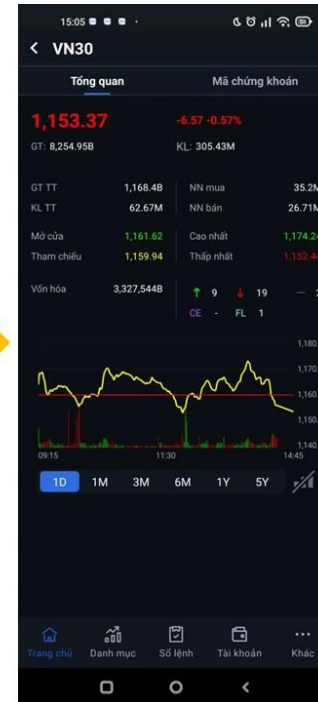 15:05
VN30
Tổng quan Mã chứng khoán
1,153.37 -6.57 -0.57%
GT: 8,254.95B KL: 305.43M
GT TT 1,168.4B NN mua 35.2M
KL TT 62.67M NN bán 26.71M
Mở cửa 1,161.62 Cao nhất 1,174.2
Tham chiếu 1,159.94 Thấp nhất 1,152.4
Vốn hóa 3,327,544B ↑ 9 ↓ 19 —
CE - FL 1
1,180.
1,170.
1,160.
1,150.
1,140.
09:15 11:30 14:45
1D 1M 3M 6M 1Y 5Y
Trang chủ Danh mục Sổ lệnh Tài khoản Khác